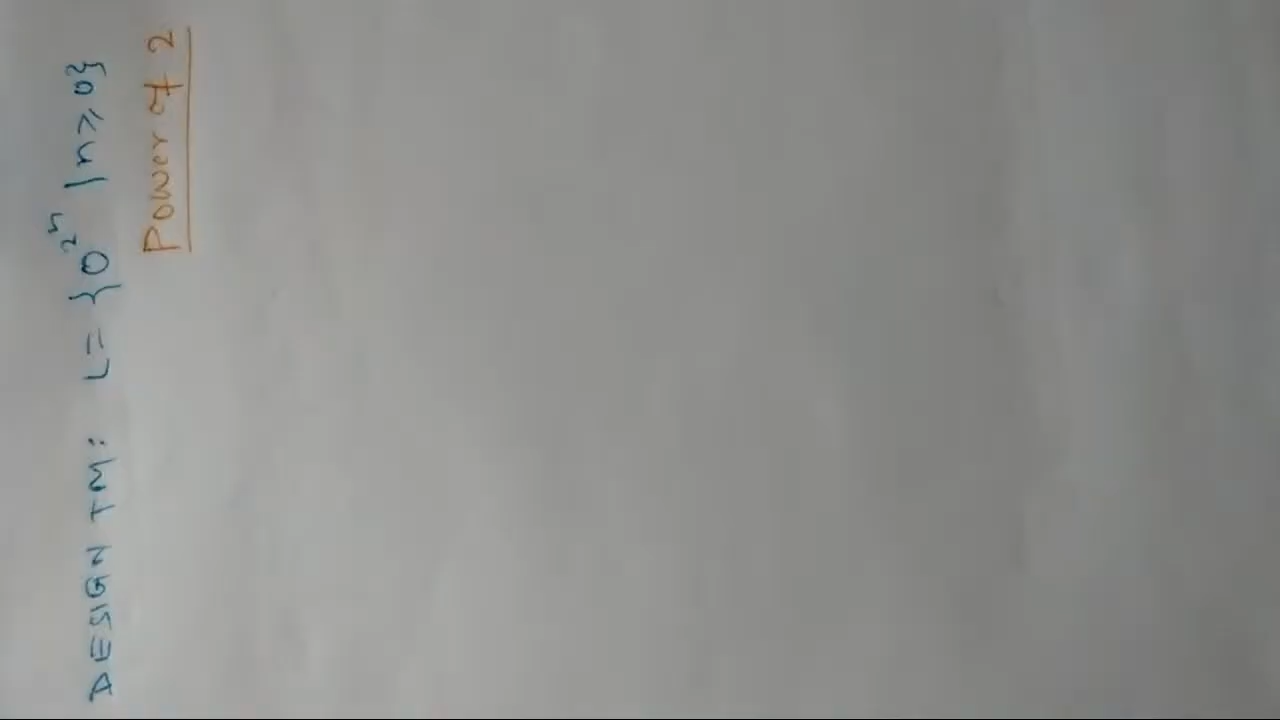 DESIGN TM: L = {0^{2^n} | n ≥ 0}
Power of 2